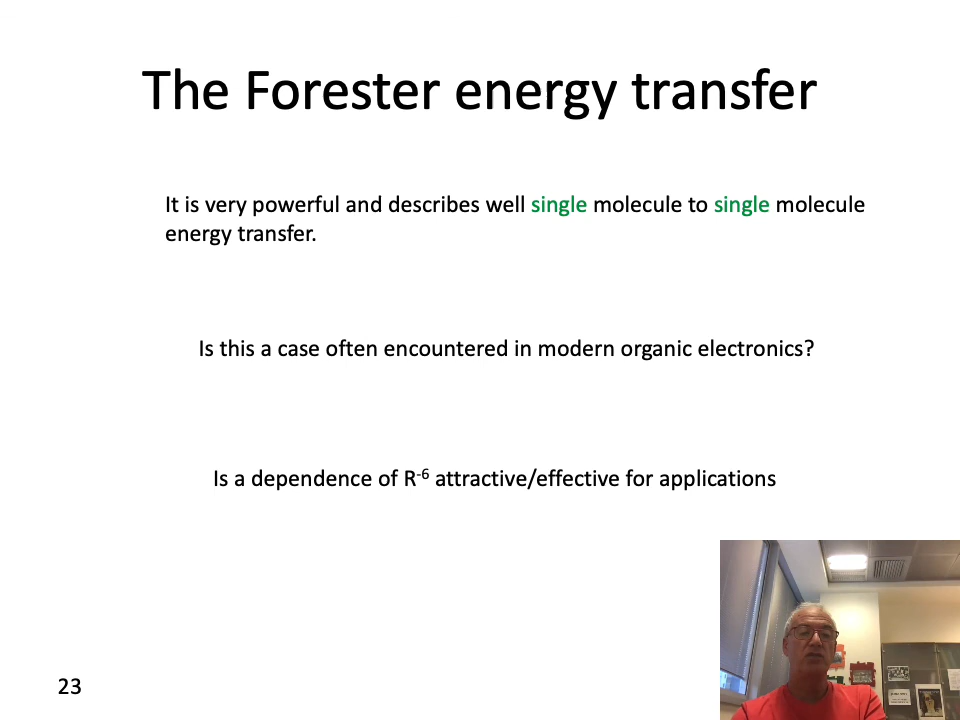 The Forester energy transfer
It is very powerful and describes well single molecule to single molecule
energy transfer.
Is this a case often encountered in modern organic electronics?
Is a dependence of R-6 attractive/effective for applications
23